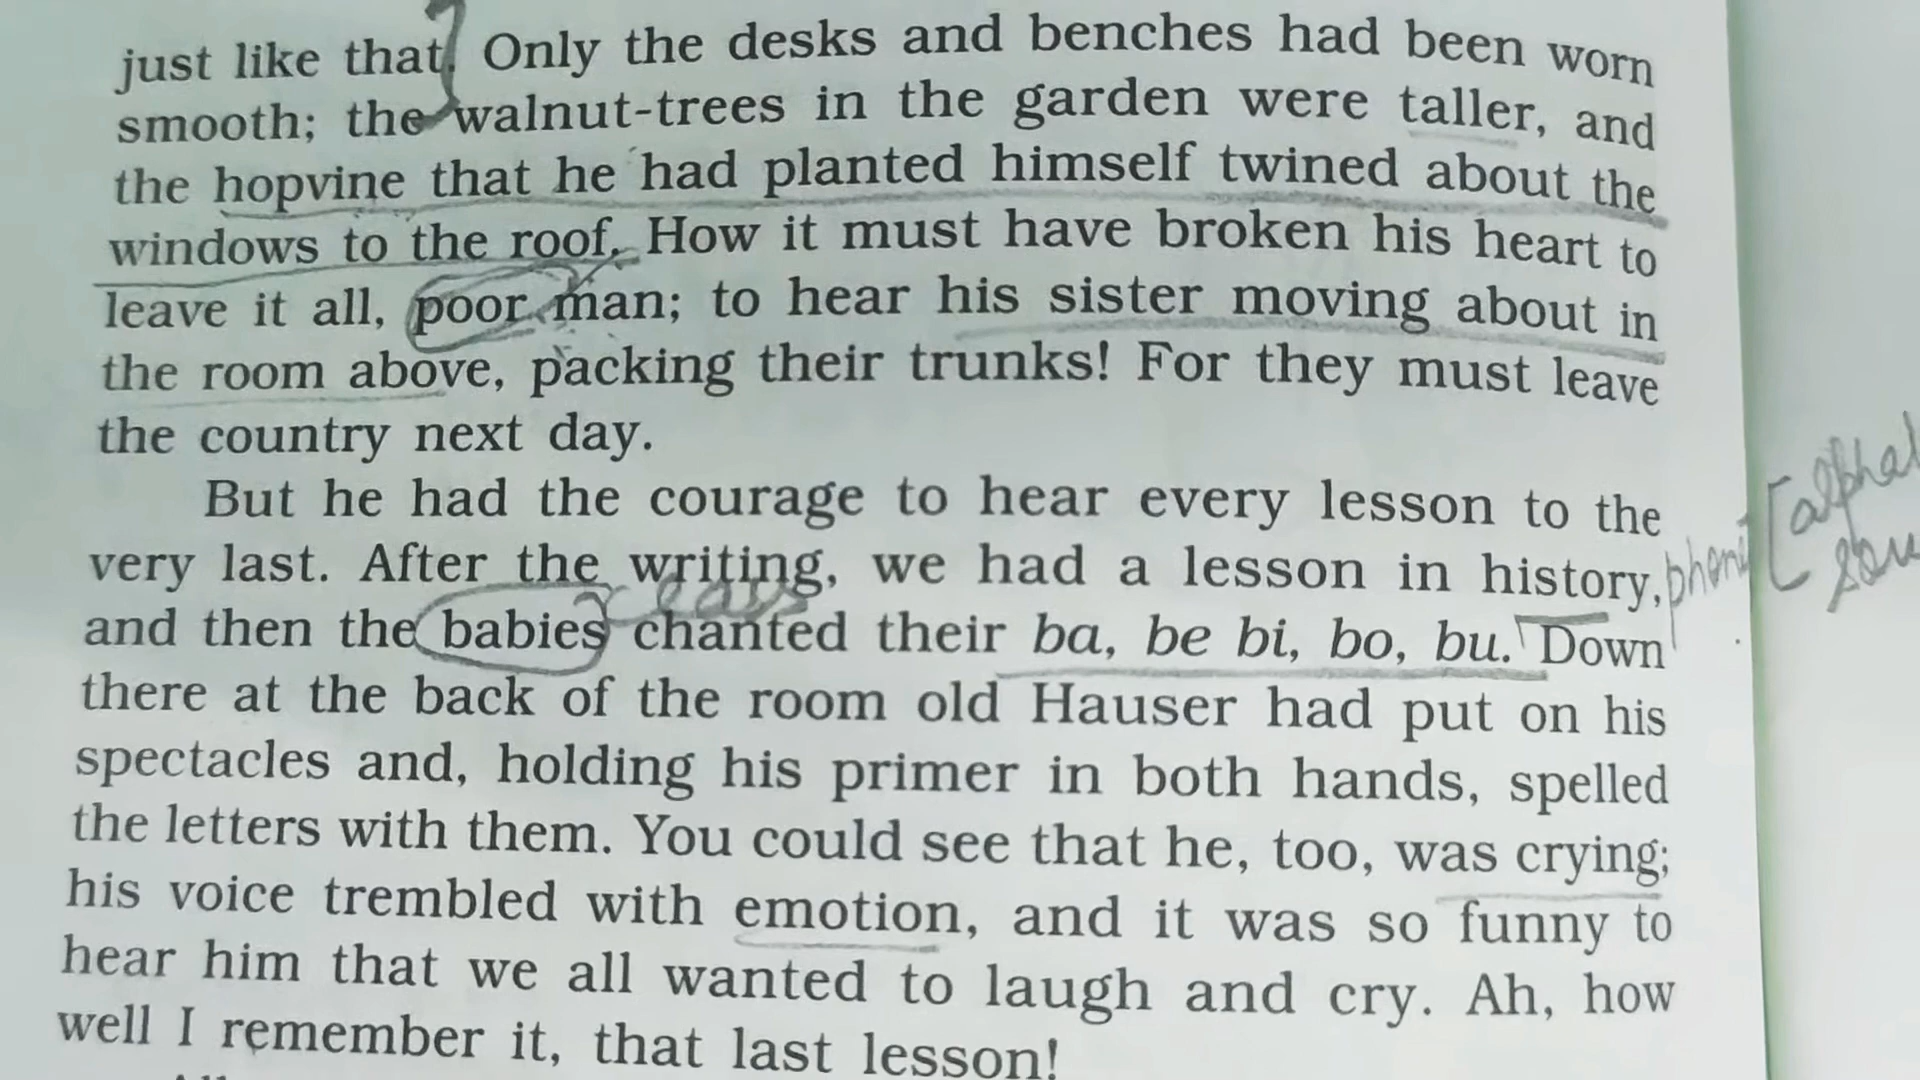 just like that. Only the desks and benches had been worn
smooth; the walnut-trees in the garden were taller, and
the hopvine that he had planted himself twined about the
windows to the roof. How it must have broken his heart to
leave it all, poor man; to hear his sister moving about in
the room above, packing their trunks! For they must leave
the country next day.
But he had the courage to hear every lesson to the
very last. After the writing, we had a lesson in history,
and then the babies chanted their ba, be bi, bo, bu. Down
there at the back of the room old Hauser had put on his
spectacles and, holding his primer in both hands, spelled
the letters with them. You could see that he, too, was crying;
his voice trembled with emotion, and it was so funny to
hear him that we all wanted to laugh and cry. Ah, how
well I remember it, that last lesson!